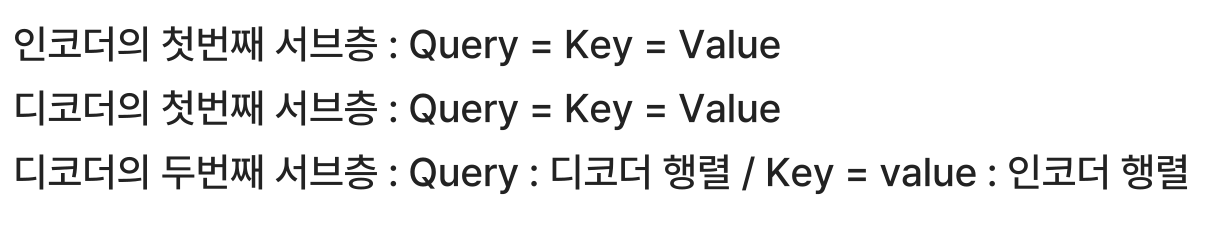 인코더의 첫번째 서브층 : Query = Key = Value
디코더의 첫번째 서브층 : Query = Key = Value
디코더의 두번째 서브층 : Query : 디코더 행렬 / Key = value : 인코더 행렬